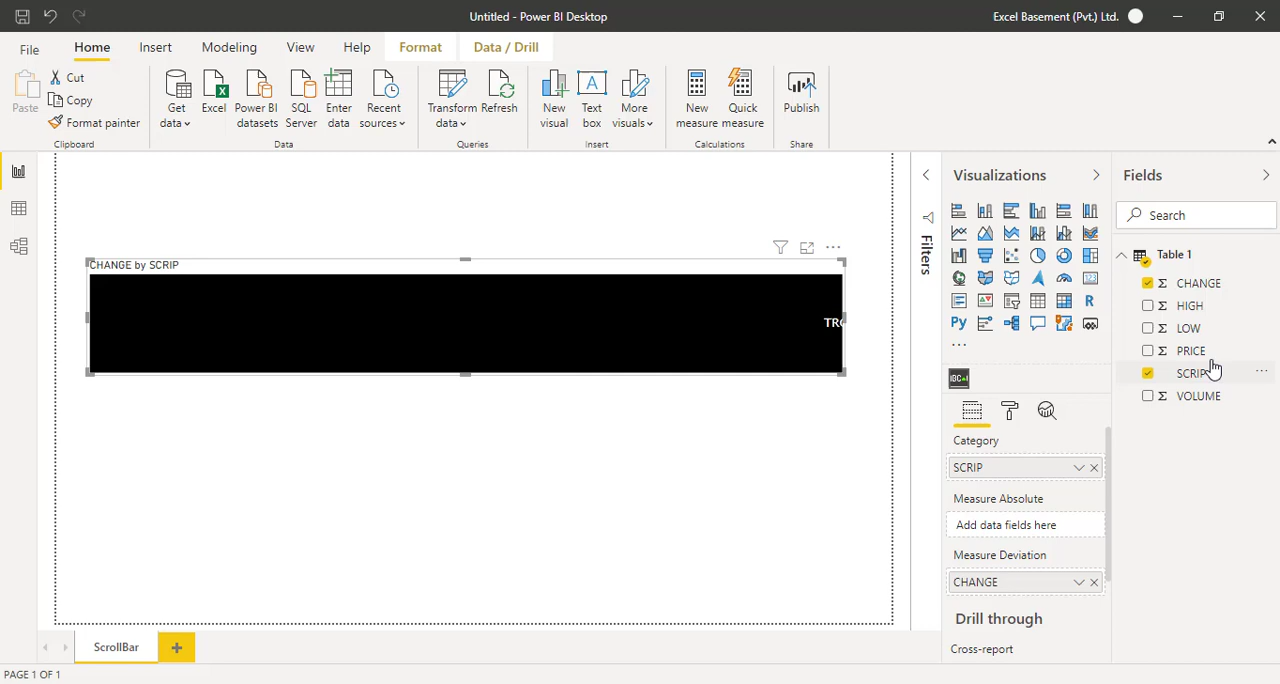 Untitled - Power BI Desktop
Excel Basement (Pvt.) Ltd.
File
Home
Insert
Modeling
View
Help
Format
Data / Drill
Paste
Cut
Copy
Format painter
Clipboard
Get data
Excel
Power BI datasets
SQL Server
Enter data
Recent sources
Data
Transform data
Refresh
Queries
New visual
Text box
More visuals
Insert
New measure
Quick measure
Calculations
Publish
Share
CHANGE by SCRIP
TRG
Filters
Visualizations
R
Py
IBCAI
Category
SCRIP
Measure Absolute
Add data fields here
Measure Deviation
CHANGE
Drill through
Cross-report
Fields
Search
Table 1
CHANGE
HIGH
LOW
PRICE
SCRIP
VOLUME
ScrollBar
PAGE 1 OF 1